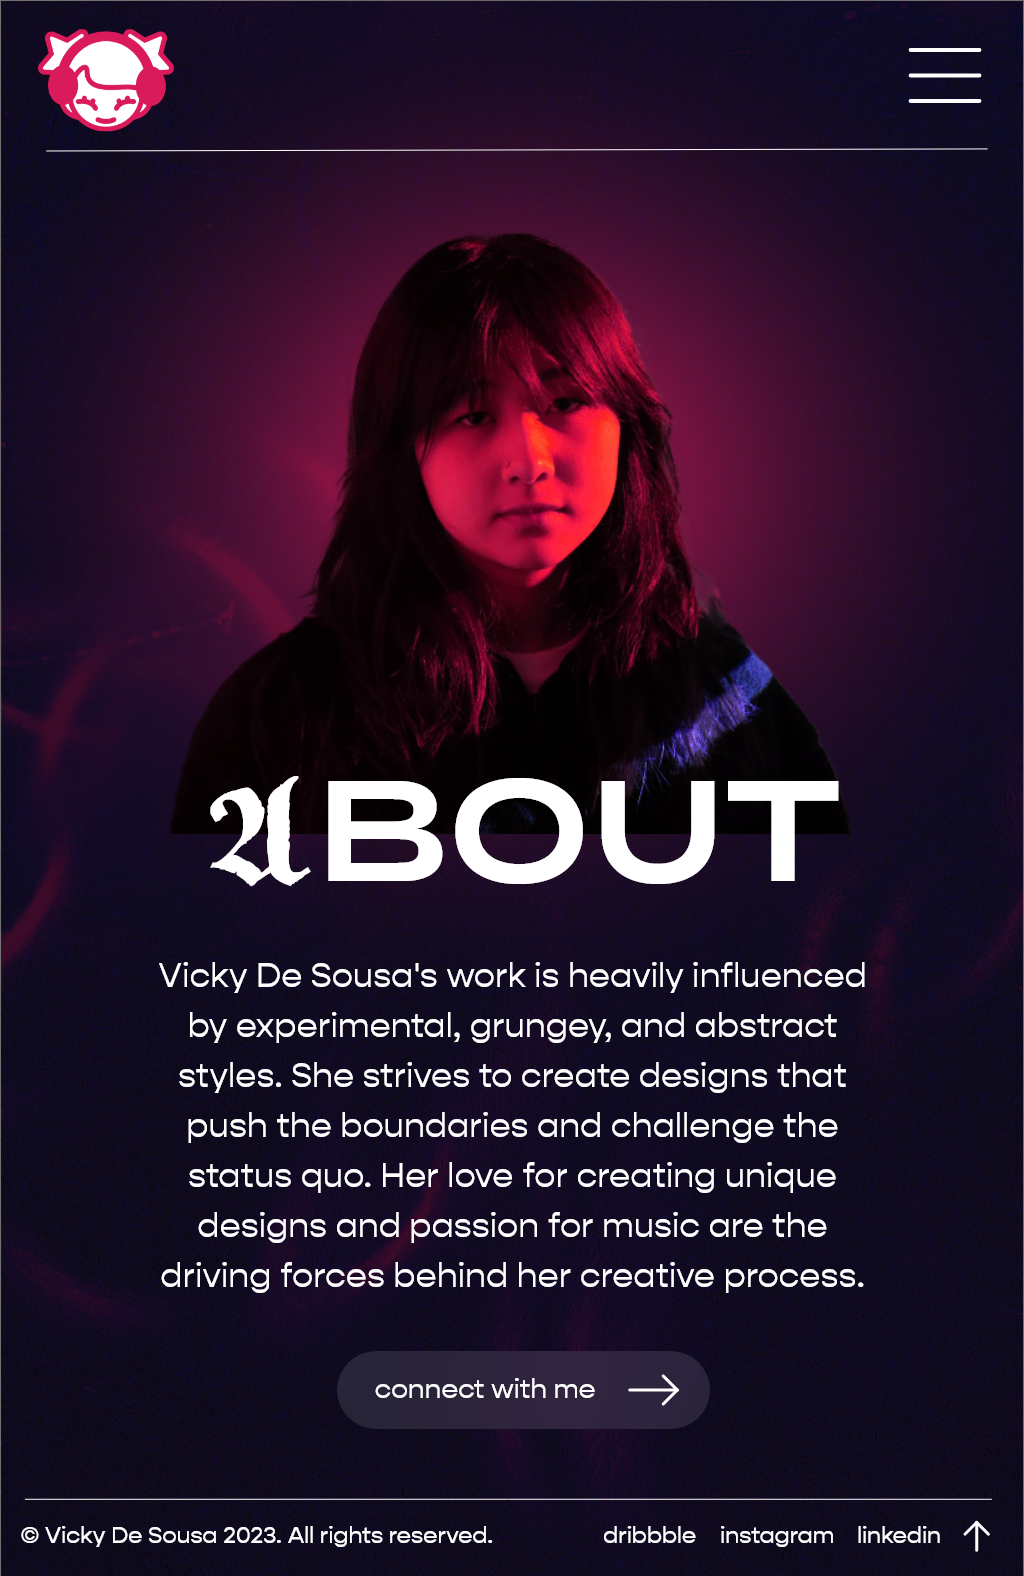 ABOUT
Vicky De Sousa's work is heavily influenced
by experimental, grungey, and abstract
styles. She strives to create designs that
push the boundaries and challenge the
status quo. Her love for creating unique
designs and passion for music are the
driving forces behind her creative process.
connect with me
© Vicky De Sousa 2023. All rights reserved. dribbble instagram linkedin